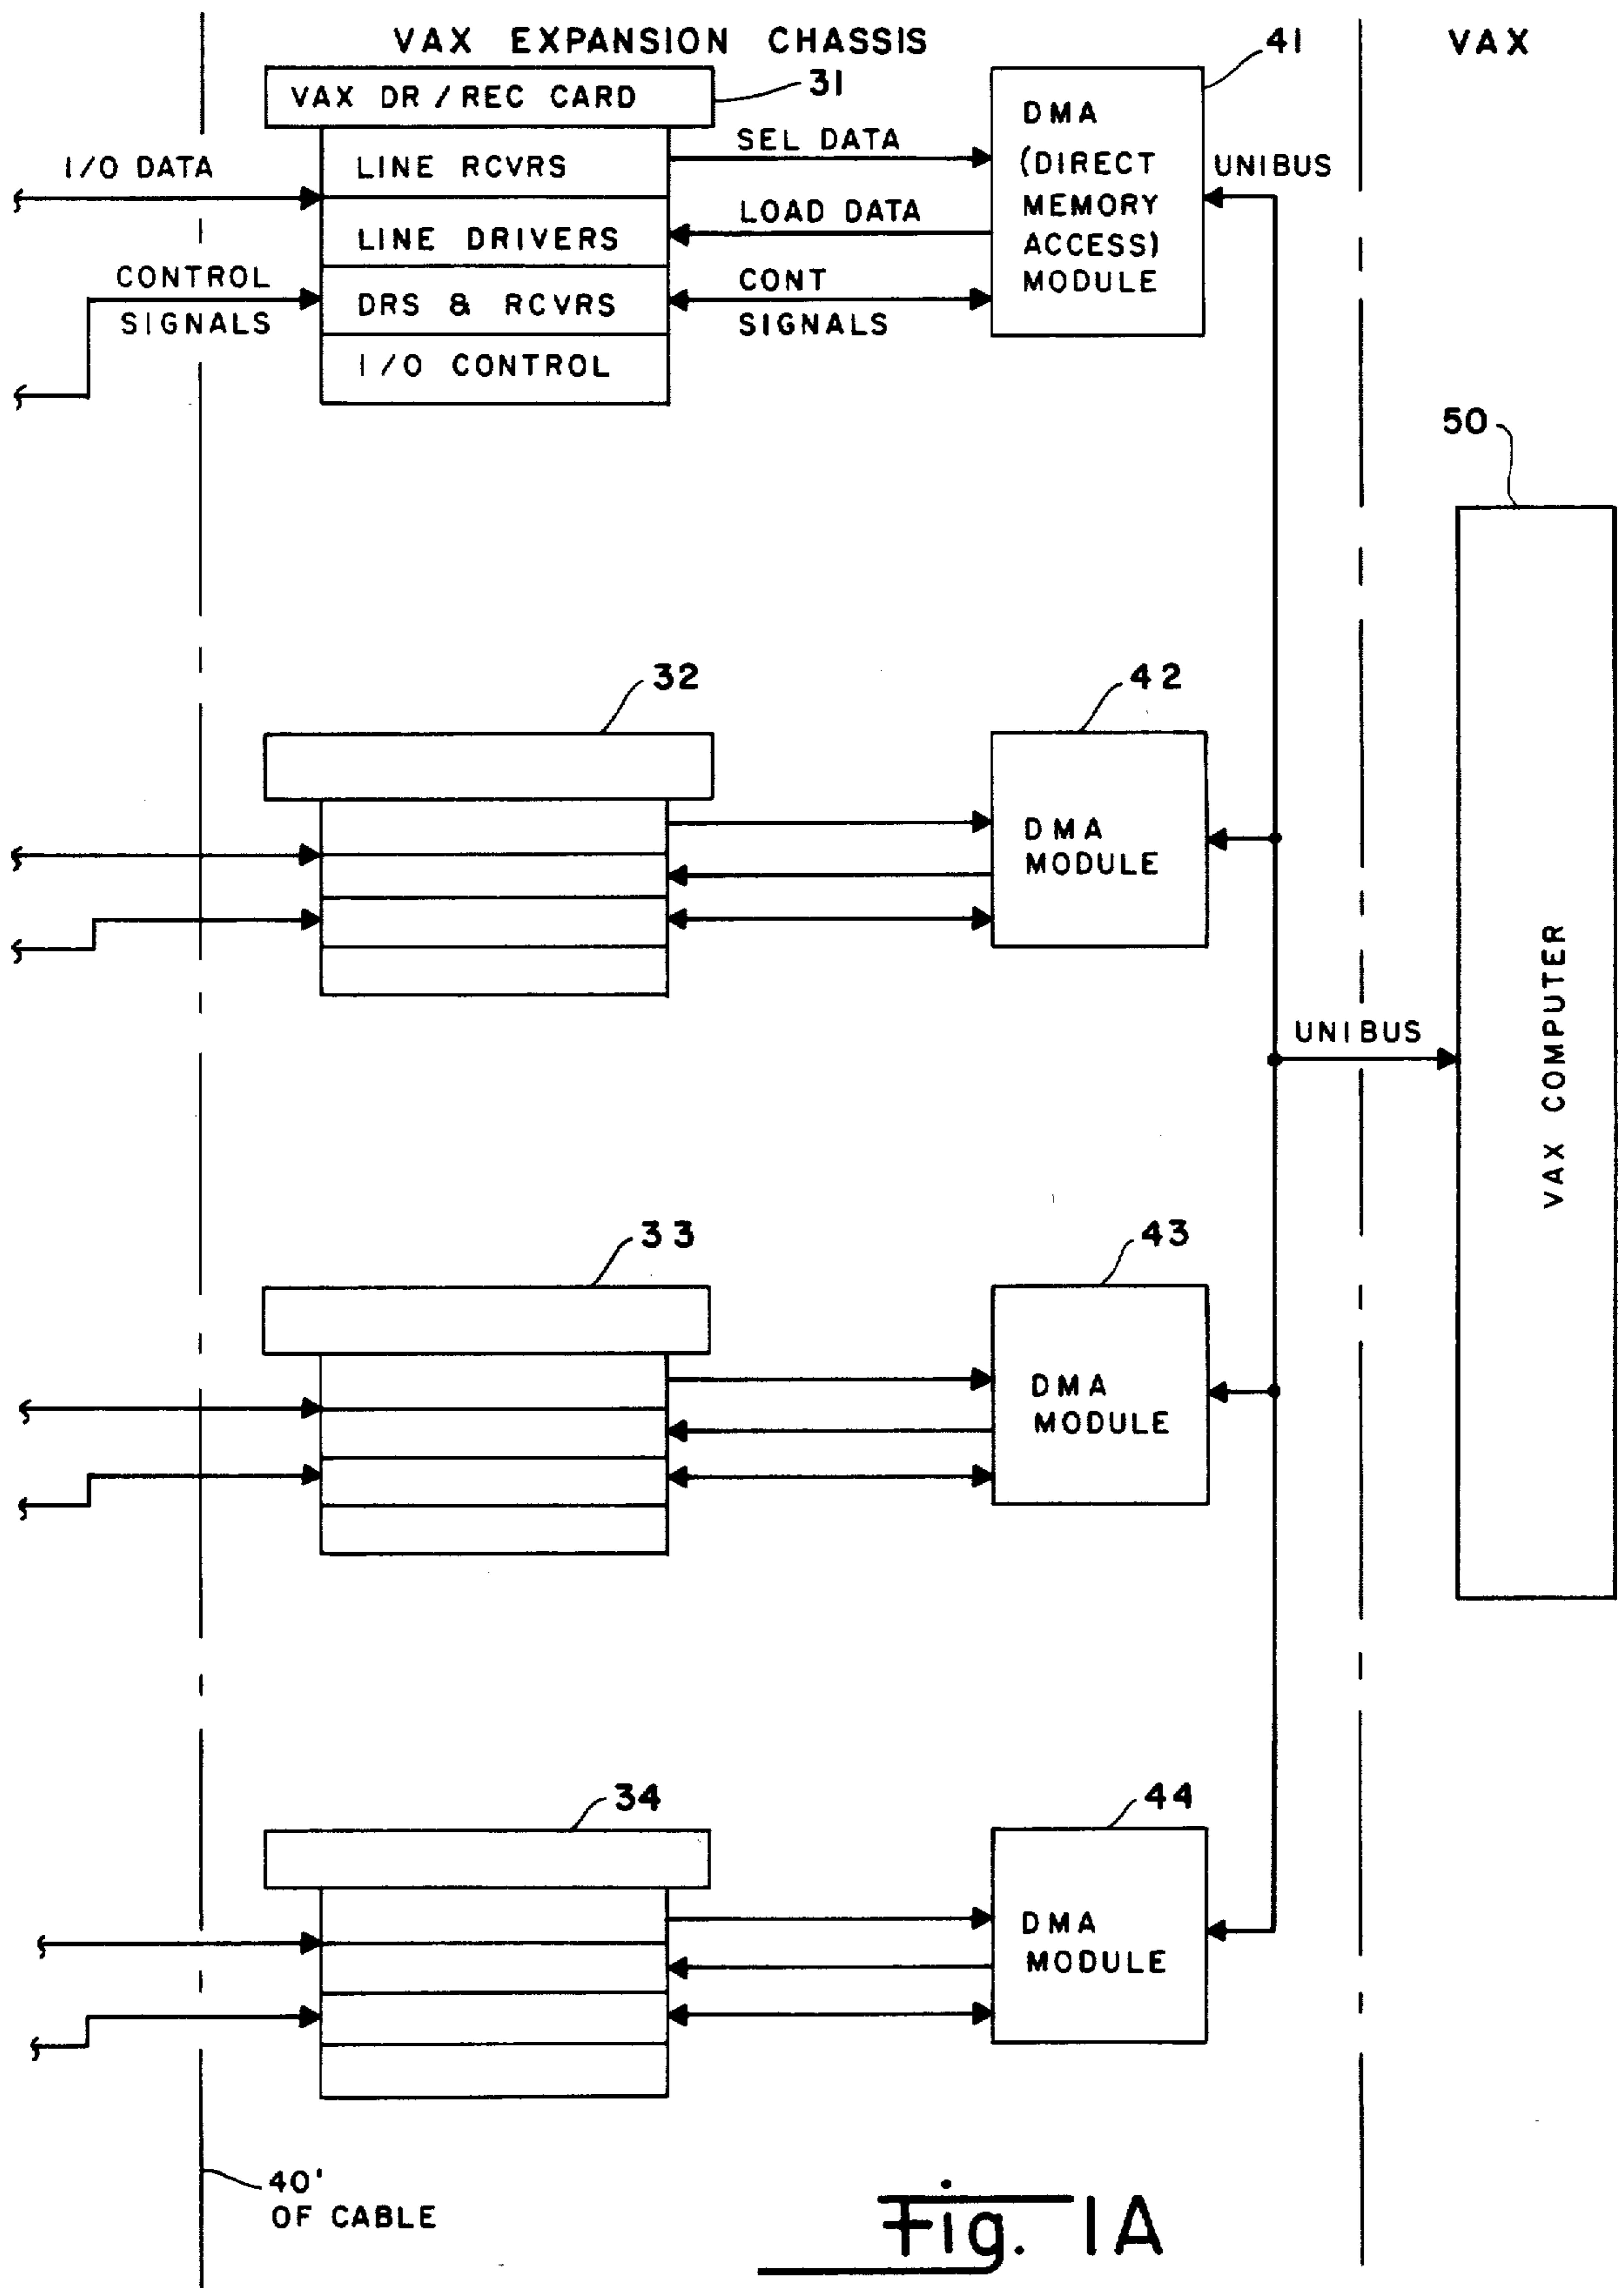 VAX EXPANSION CHASSIS
VAX
41
31
VAX DR / REC CARD
DMA
(DIRECT
MEMORY
ACCESS)
MODULE
I/O DATA
LINE RCVRS
SEL DATA
UNIBUS
LINE DRIVERS
LOAD DATA
CONTROL
SIGNALS
DRS & RCVRS
CONT
SIGNALS
I/O CONTROL
50
32
42
DMA
MODULE
UNIBUS
VAX COMPUTER
33
43
DMA
MODULE
34
44
DMA
MODULE
40'
OF CABLE
Fig. 1A